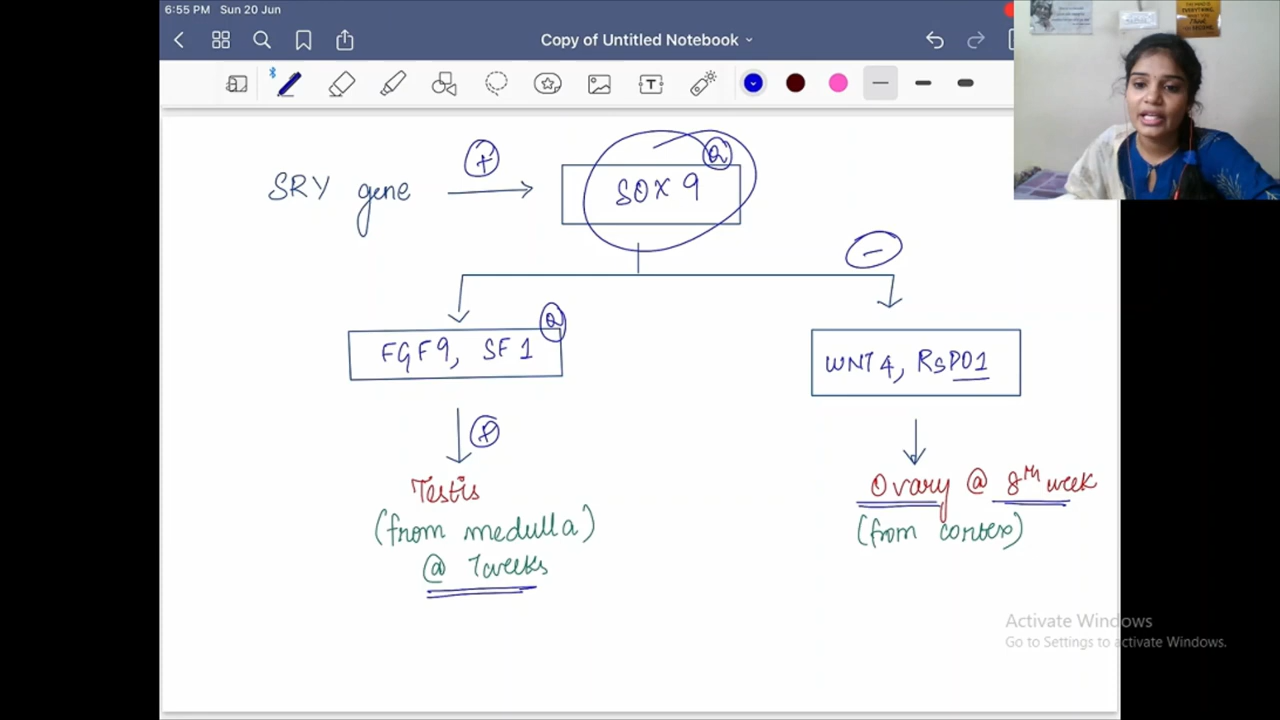 6:55 PM Sun 20 Jun
Copy of Untitled Notebook
T
SRY gene
+
SOX 9
Q
−
FGF9, SF1
Q
WNT4, RSPO1
+
Testis
(from medulla)
@ 7weeks
Ovary @ 8th week
(from cortex)
Activate Windows
Go to Settings to activate Windows.